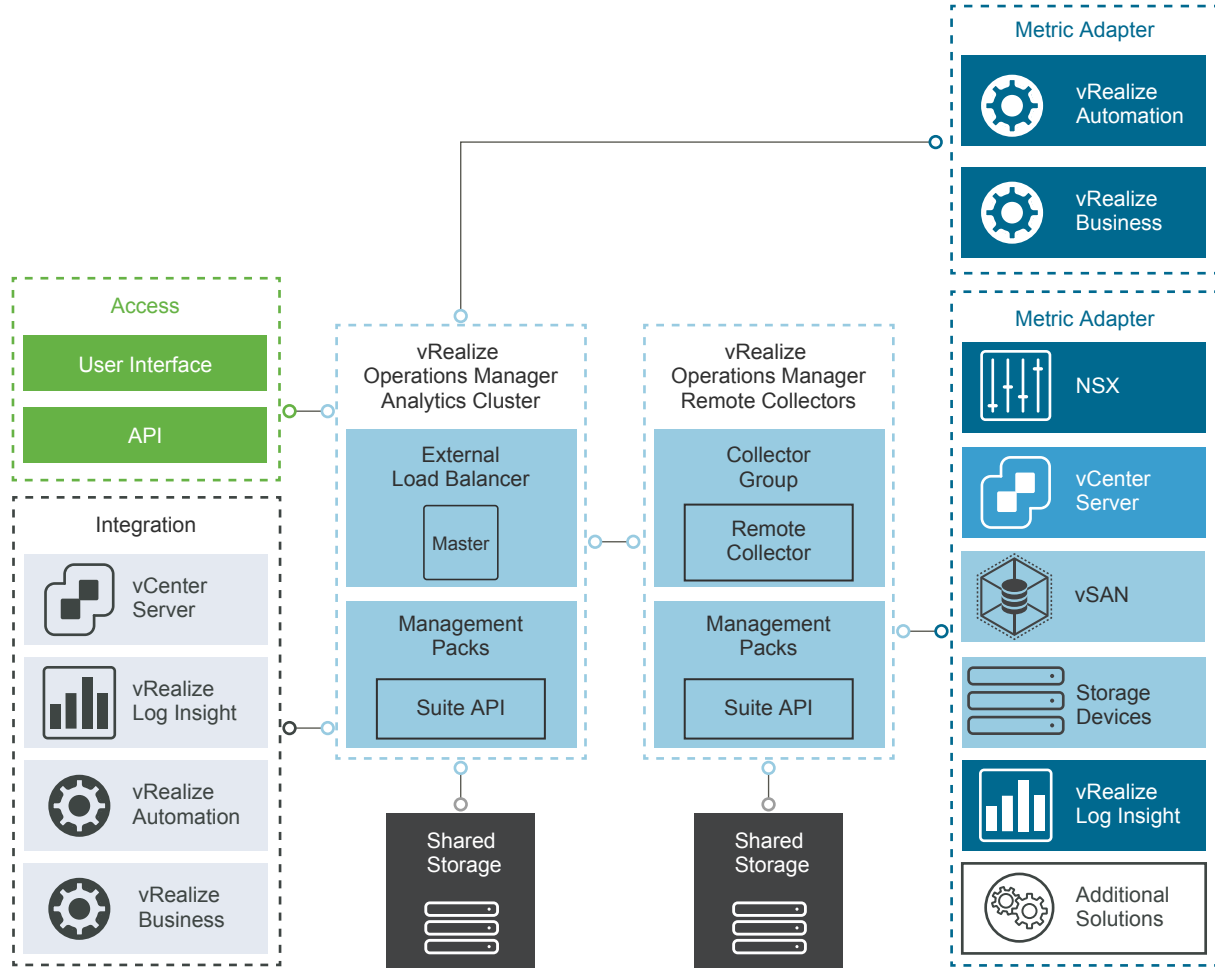 Metric Adapter
vRealize
Automation
vRealize
Business
Access
User Interface
API
Integration
vCenter
Server
vRealize
Log Insight
vRealize
Automation
vRealize
Business
vRealize
Operations Manager
Analytics Cluster
External
Load Balancer
Master
Management
Packs
Suite API
Shared
Storage
vRealize
Operations Manager
Remote Collectors
Collector
Group
Remote
Collector
Management
Packs
Suite API
Shared
Storage
Metric Adapter
NSX
vCenter
Server
vSAN
Storage
Devices
vRealize
Log Insight
Additional
Solutions